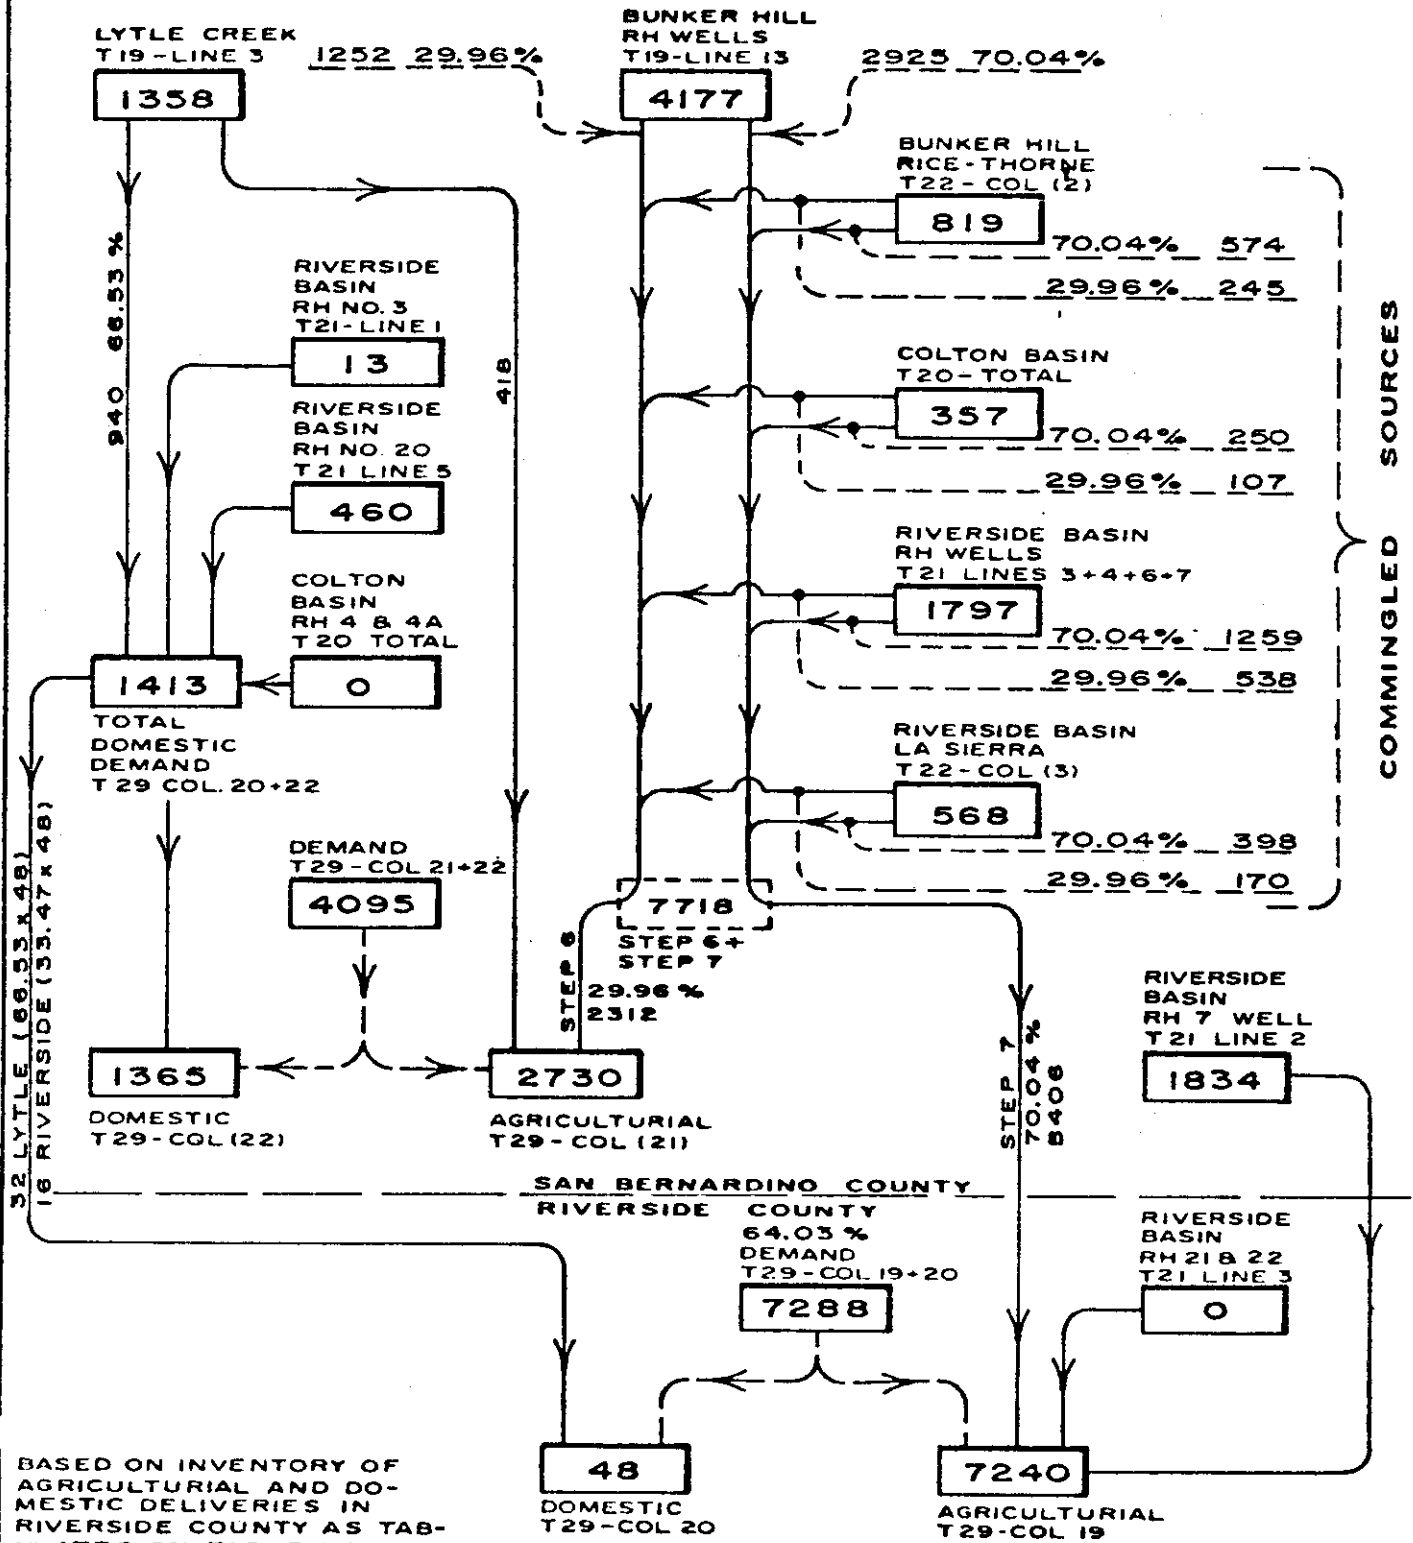 LYTLE CREEK
T19-LINE 3
1358
1252 29.96%
BUNKER HILL
RH WELLS
T19-LINE 13
4177
2925 70.04%
BUNKER HILL
RICE-THORNE
T22-COL (2)
819
70.04% 574
29.96% 245
COLTON BASIN
T20-TOTAL
357
70.04% 250
29.96% 107
RIVERSIDE BASIN
RH WELLS
T21 LINES 3+4+6+7
1797
70.04% 1259
29.96% 538
RIVERSIDE BASIN
LA SIERRA
T22-COL (3)
568
70.04% 398
29.96% 170
COMMINGLED SOURCES
940 66.53 %
418
RIVERSIDE
BASIN
RH NO. 3
T21-LINE 1
13
RIVERSIDE
BASIN
RH NO. 20
T21 LINE 5
460
COLTON
BASIN
RH 4 & 4A
T20 TOTAL
0
1413
TOTAL
DOMESTIC
DEMAND
T29 COL. 20+22
32 LYTLE (66.53 x 48)
16 RIVERSIDE (33.47 x 48)
DEMAND
T29-COL 21+22
4095
7718
STEP 6+
STEP 7
STEP 6
29.96 %
2312
1365
DOMESTIC
T29-COL (22)
2730
AGRICULTURIAL
T29-COL (21)
STEP 7
70.04 %
5406
RIVERSIDE
BASIN
RH 7 WELL
T21 LINE 2
1834
SAN BERNARDINO COUNTY
RIVERSIDE COUNTY
64.03 %
DEMAND
T29-COL 19+20
7288
RIVERSIDE
BASIN
RH 21 & 22
T21 LINE 3
0
48
DOMESTIC
T29-COL 20
7240
AGRICULTURIAL
T29-COL 19
BASED ON INVENTORY OF
AGRICULTURIAL AND DO-
MESTIC DELIVERIES IN
RIVERSIDE COUNTY AS TAB-